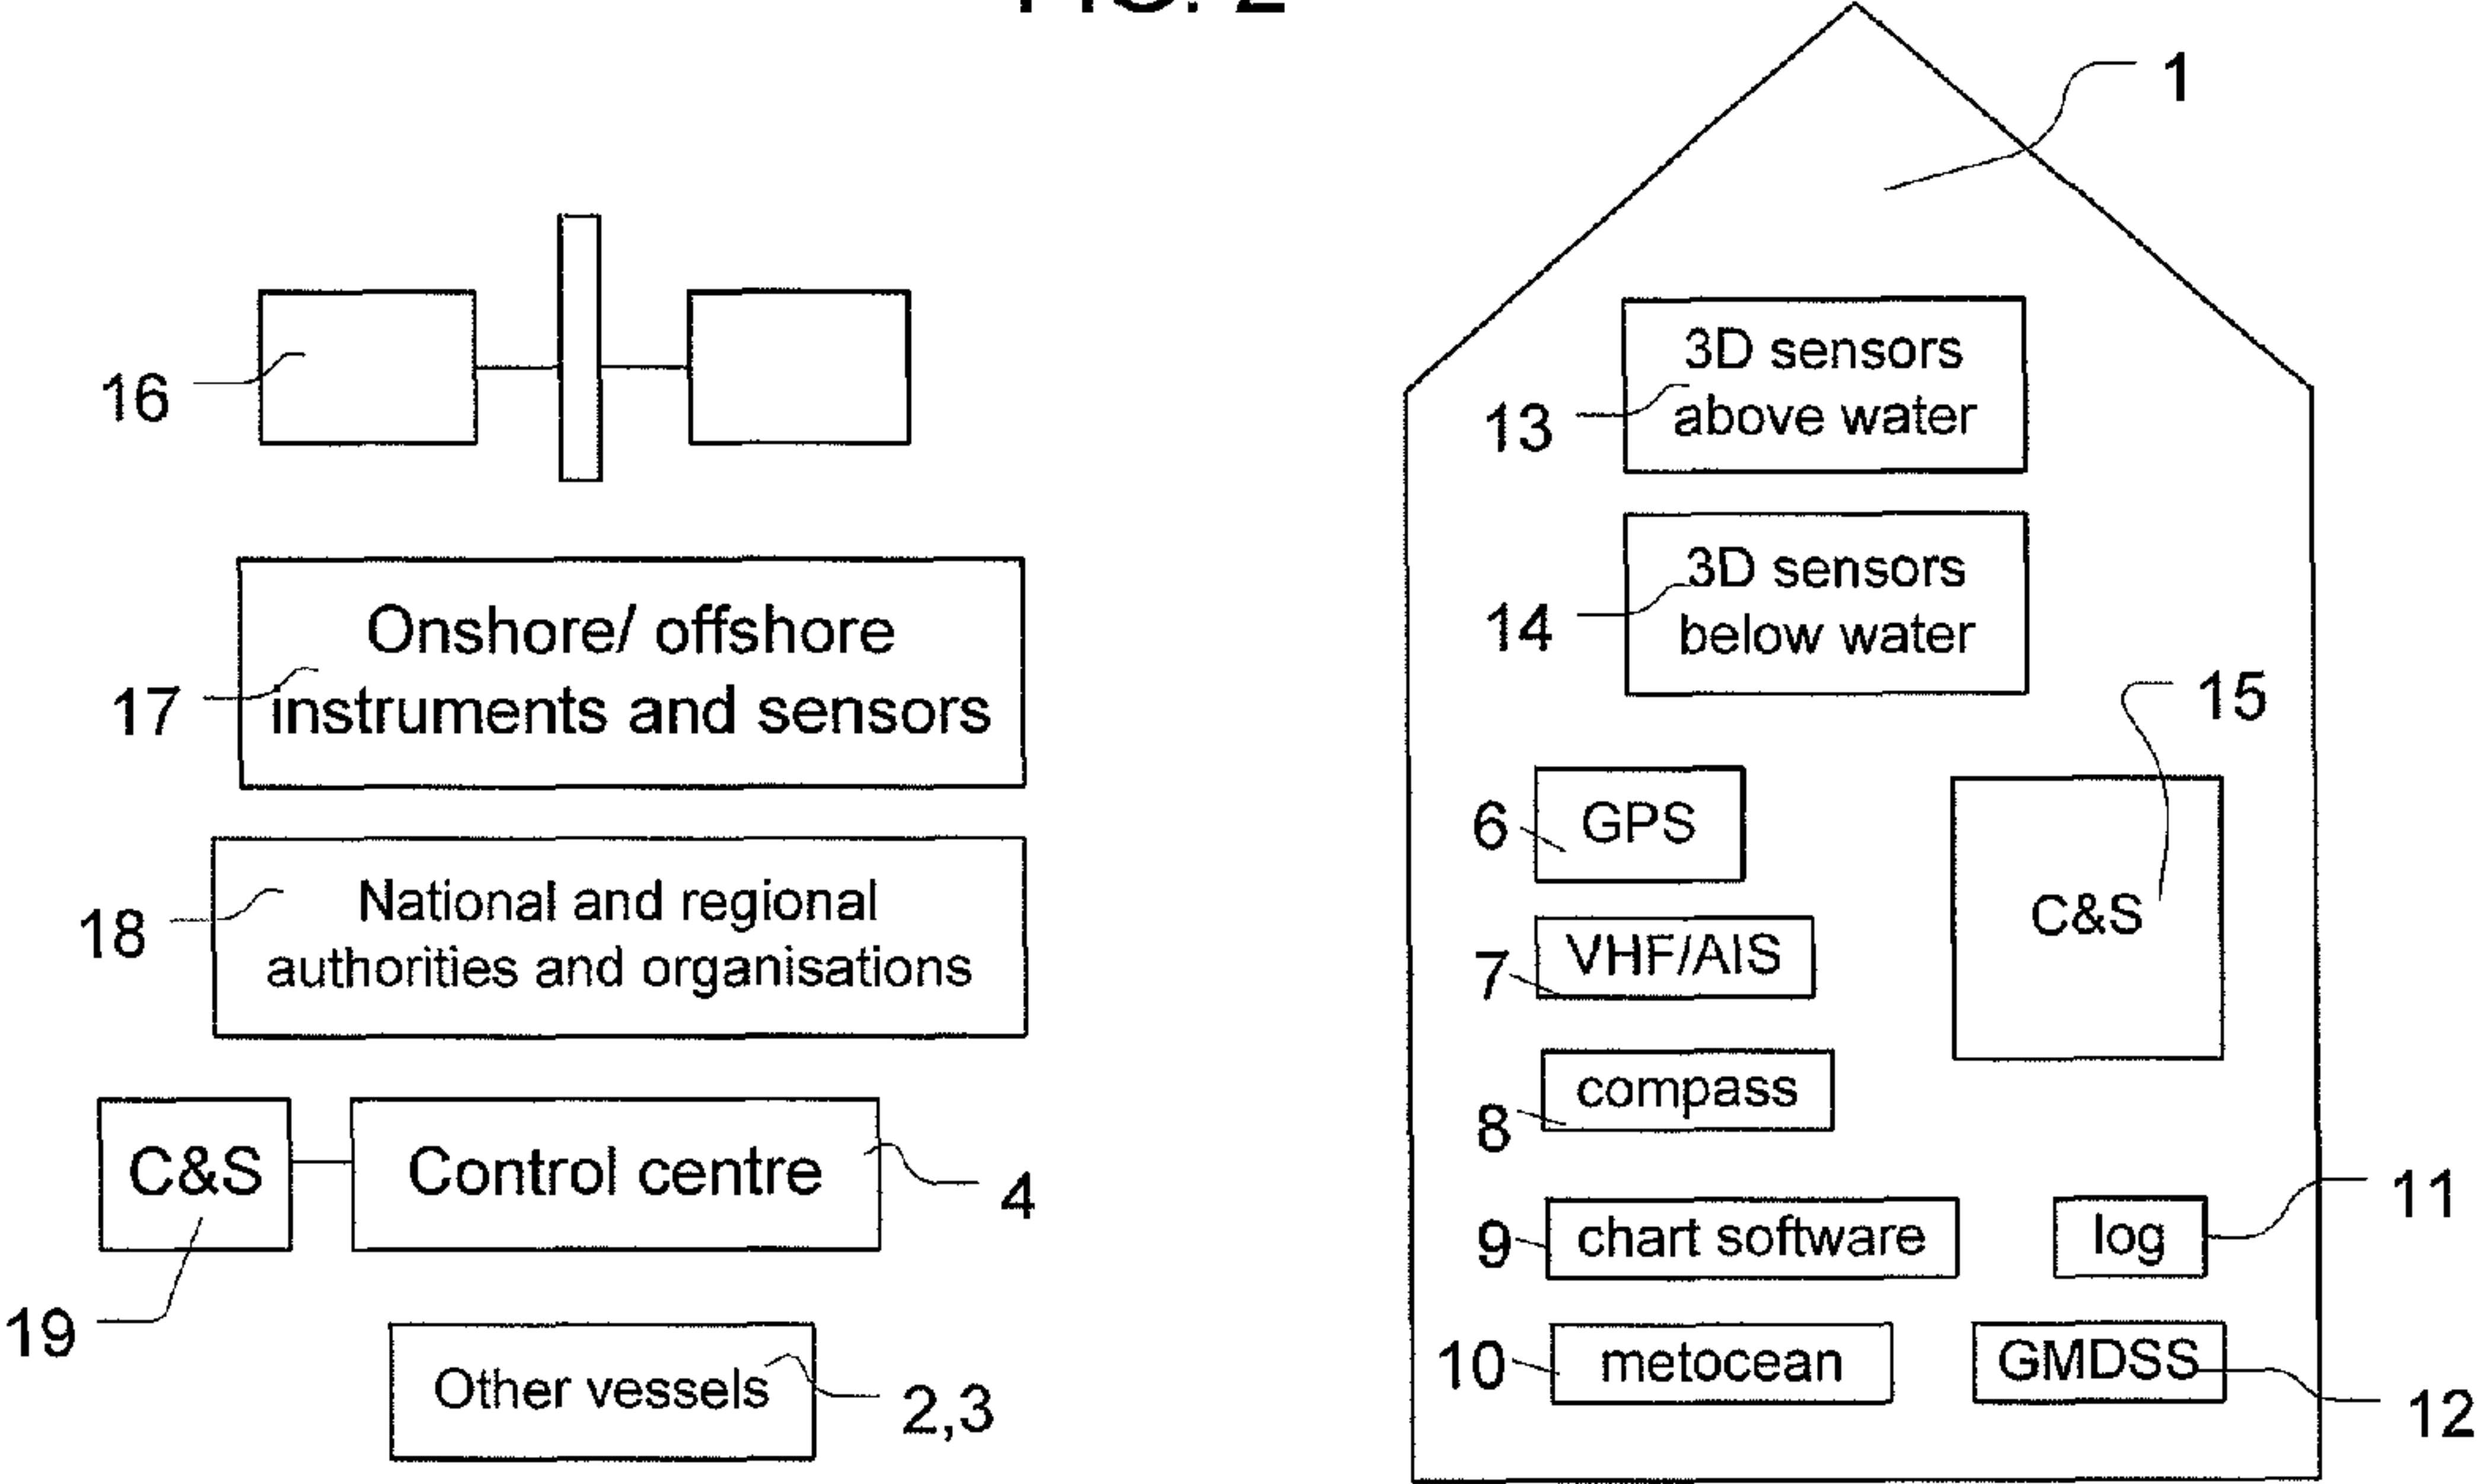 FIG. 2
1
16
3D sensors
above water
13
3D sensors
below water
14
Onshore/ offshore
instruments and sensors
17
15
GPS
6
C&S
National and regional
authorities and organisations
18
VHF/AIS
7
compass
8
C&S
Control centre
4
19
chart software
9
log
11
Other vessels
2,3
metocean
10
GMDSS
12